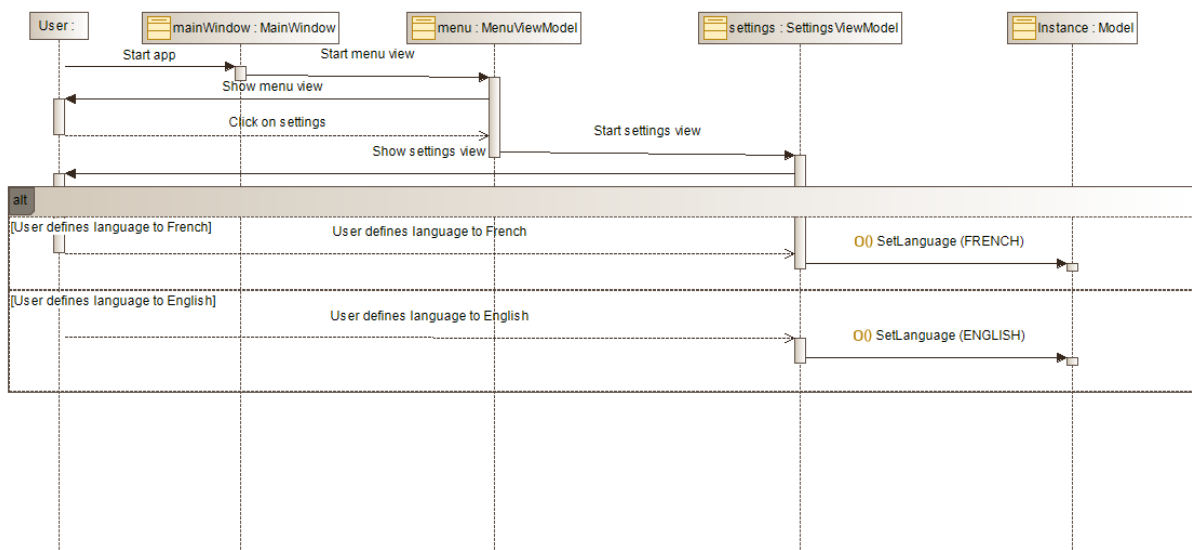 User :
mainWindow : MainWindow
menu : MenuViewModel
settings : SettingsViewModel
Instance : Model
Start app
Start menu view
Show menu view
Click on settings
Start settings view
Show settings view
alt
[User defines language to French]
User defines language to French
O() SetLanguage (FRENCH)
[User defines language to English]
User defines language to English
O() SetLanguage (ENGLISH)